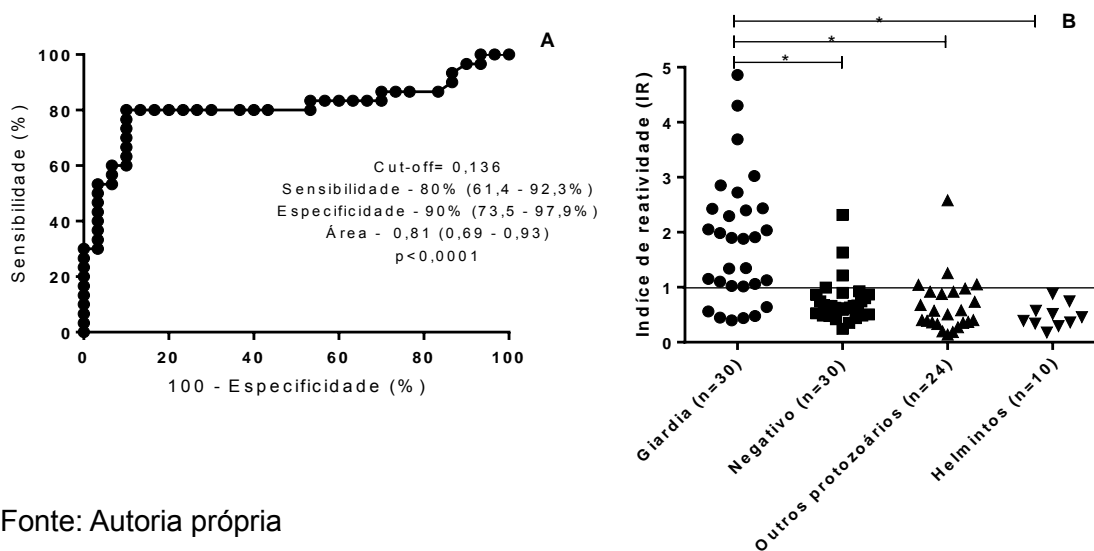 A
100
80
60
40
20
0
Sensibilidade (%)
Cut-off= 0,136
Sensibilidade - 80% (61,4 - 92,3%)
Especificidade - 90% (73,5 - 97,9%)
Área - 0,81 (0,69 - 0,93)
p<0,0001
0 20 40 60 80 100
100 - Especificidade (%)
B
*
*
*
5
4
3
2
1
0
Indíce de reatividade (IR)
Giardia (n=30)
Negativo (n=30)
Outros protozoários (n=24)
Helmintos (n=10)
Fonte: Autoria própria